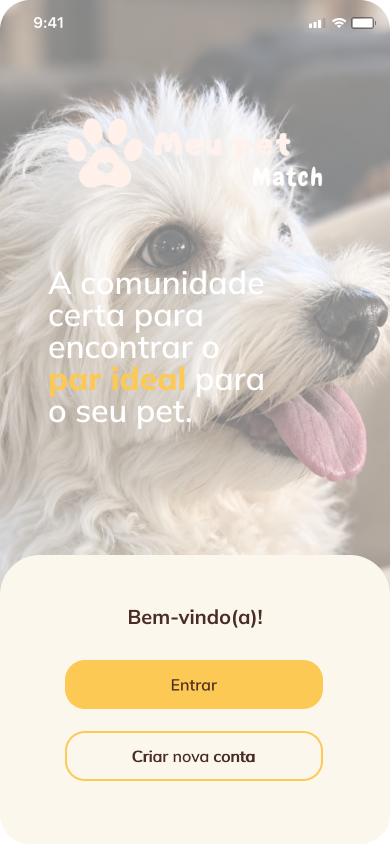 9:41
Meu pet
Match
A comunidade
certa para
encontrar o
par ideal para
o seu pet.
Bem-vindo(a)!
Entrar
Criar nova conta